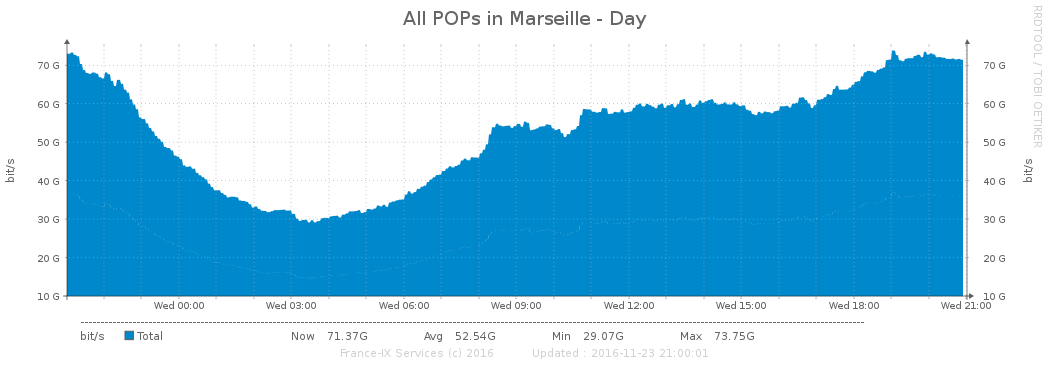 All POPs in Marseille - Day
RRDTOOL / TOBI OETIKER
bit/s
70 G
60 G
50 G
40 G
30 G
20 G
10 G
70 G
60 G
50 G
40 G
30 G
20 G
10 G
bit/s
Wed 00:00 Wed 03:00 Wed 06:00 Wed 09:00 Wed 12:00 Wed 15:00 Wed 18:00 Wed 21:00
bit/s Total Now 71.37G Avg 52.54G Min 29.07G Max 73.75G
France-IX Services (c) 2016 Updated : 2016-11-23 21:00:01